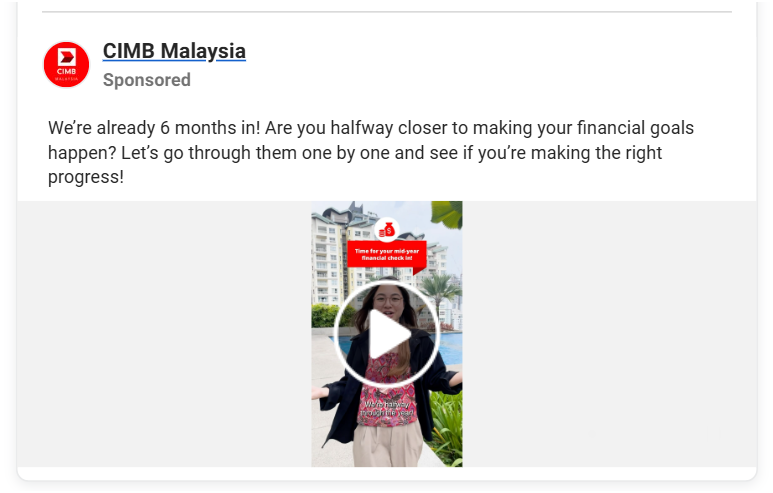 CIMB Malaysia
CIMB
MALAYSIA
Sponsored
We’re already 6 months in! Are you halfway closer to making your financial goals
happen? Let’s go through them one by one and see if you’re making the right
progress!
$
Time for your mid-year
financial check in!
We're halfway
through the year!